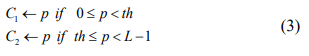 C₁ ← p if 0 ≤ p < th
C₂ ← p if th ≤ p < L−1
(3)